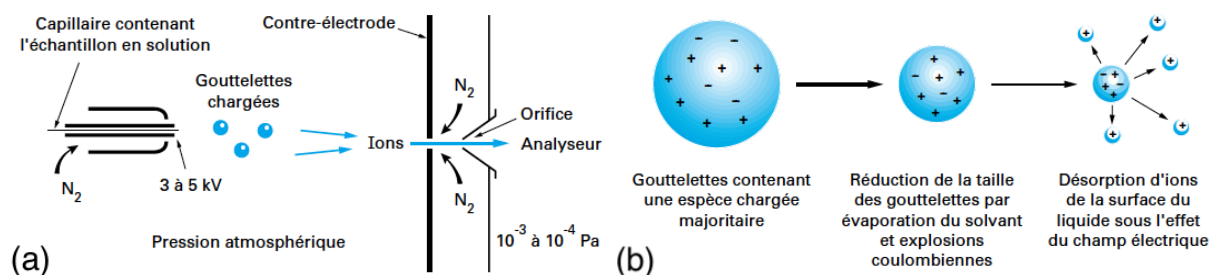 Capillaire contenant
l'échantillon en solution
Contre-électrode
Gouttelettes
chargées
N2
Orifice
Ions
Analyseur
N2
3 à 5 kV
N2
Pression atmosphérique
10-3 à 10-4 Pa
(a)
Gouttelettes contenant
une espèce chargée
majoritaire
Réduction de la taille
des gouttelettes par
évaporation du solvant
et explosions
coulombiennes
Désorption d'ions
de la surface du
liquide sous l'effet
du champ électrique
(b)